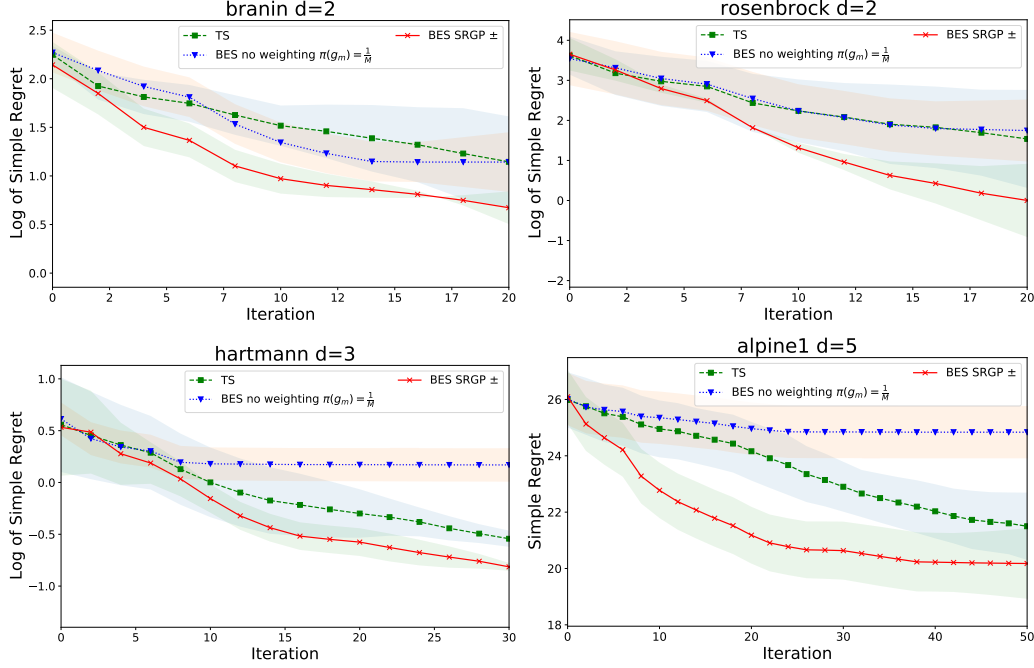 branin d=2
2.5
2.0
1.5
1.0
0.5
0.0
Log of Simple Regret
TS
BES no weighting π(gₘ) = 1/M
BES SRGP ±
0 2 5 7 10 12 15 17 20
Iteration
rosenbrock d=2
4
3
2
1
0
−1
−2
Log of Simple Regret
TS
BES no weighting π(gₘ) = 1/M
BES SRGP ±
0 2 5 7 10 12 15 17 20
Iteration
hartmann d=3
1.0
0.5
0.0
−0.5
−1.0
Log of Simple Regret
TS
BES no weighting π(gₘ) = 1/M
BES SRGP ±
0 5 10 15 20 25 30
Iteration
alpine1 d=5
26
24
22
20
18
Simple Regret
TS
BES no weighting π(gₘ) = 1/M
BES SRGP ±
0 10 20 30 40 50
Iteration